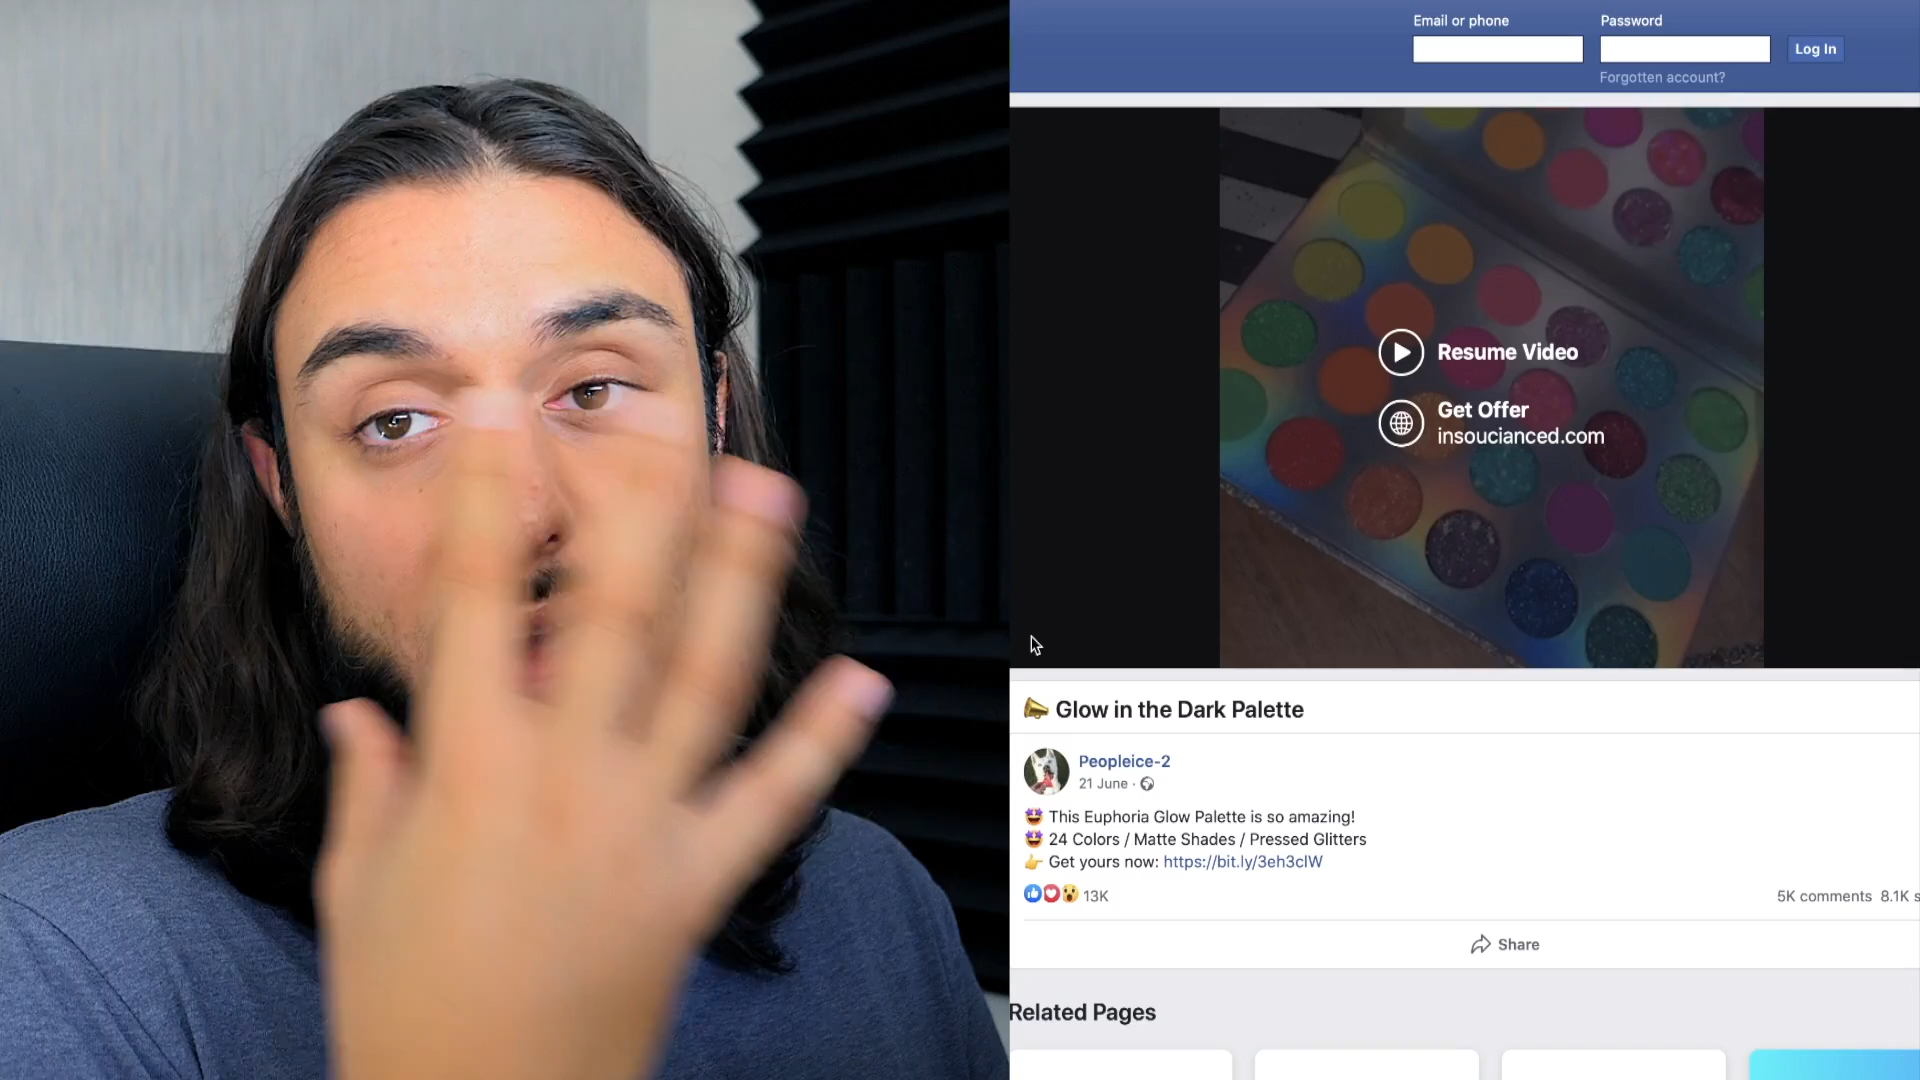 Email or phone
Password
Log In
Forgotten account?
Resume Video
Get Offer
insoucianced.com
Glow in the Dark Palette
Peopleice-2
21 June ·
This Euphoria Glow Palette is so amazing!
24 Colors / Matte Shades / Pressed Glitters
Get yours now: https://bit.ly/3eh3clW
13K
5K comments 8.1K s
Share
Related Pages